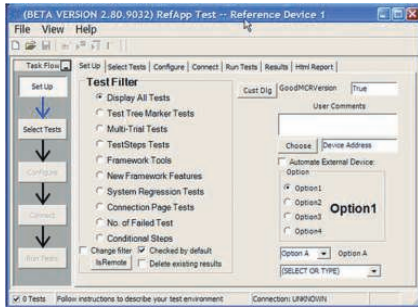 (BETA VERSION 2.80.9032) RefApp Test -- Reference Device 1
File View Help
Task Flow
Set Up Select Tests Configure Connect Run Tests Results Html Report
Set Up
Select Tests
Configure
Connect
Run Tests
Test Filter
Display All Tests
Test Tree Marker Tests
Multi-Trial Tests
TestSteps Tests
Framework Tools
New Framework Features
System Regression Tests
Connection Page Tests
No. of Failed Test
Conditional Steps
Change filter Checked by default
IsRemote Delete existing results
Cust Dlg GoodMCRVersion True
User Comments
Choose Device Address
Automate External Device:
Option
Option1
Option2
Option3
Option4
Option1
Option A Option A
(SELECT OR TYPE)
0 Tests Follow instructions to describe your test environment Connection: UNKNOWN